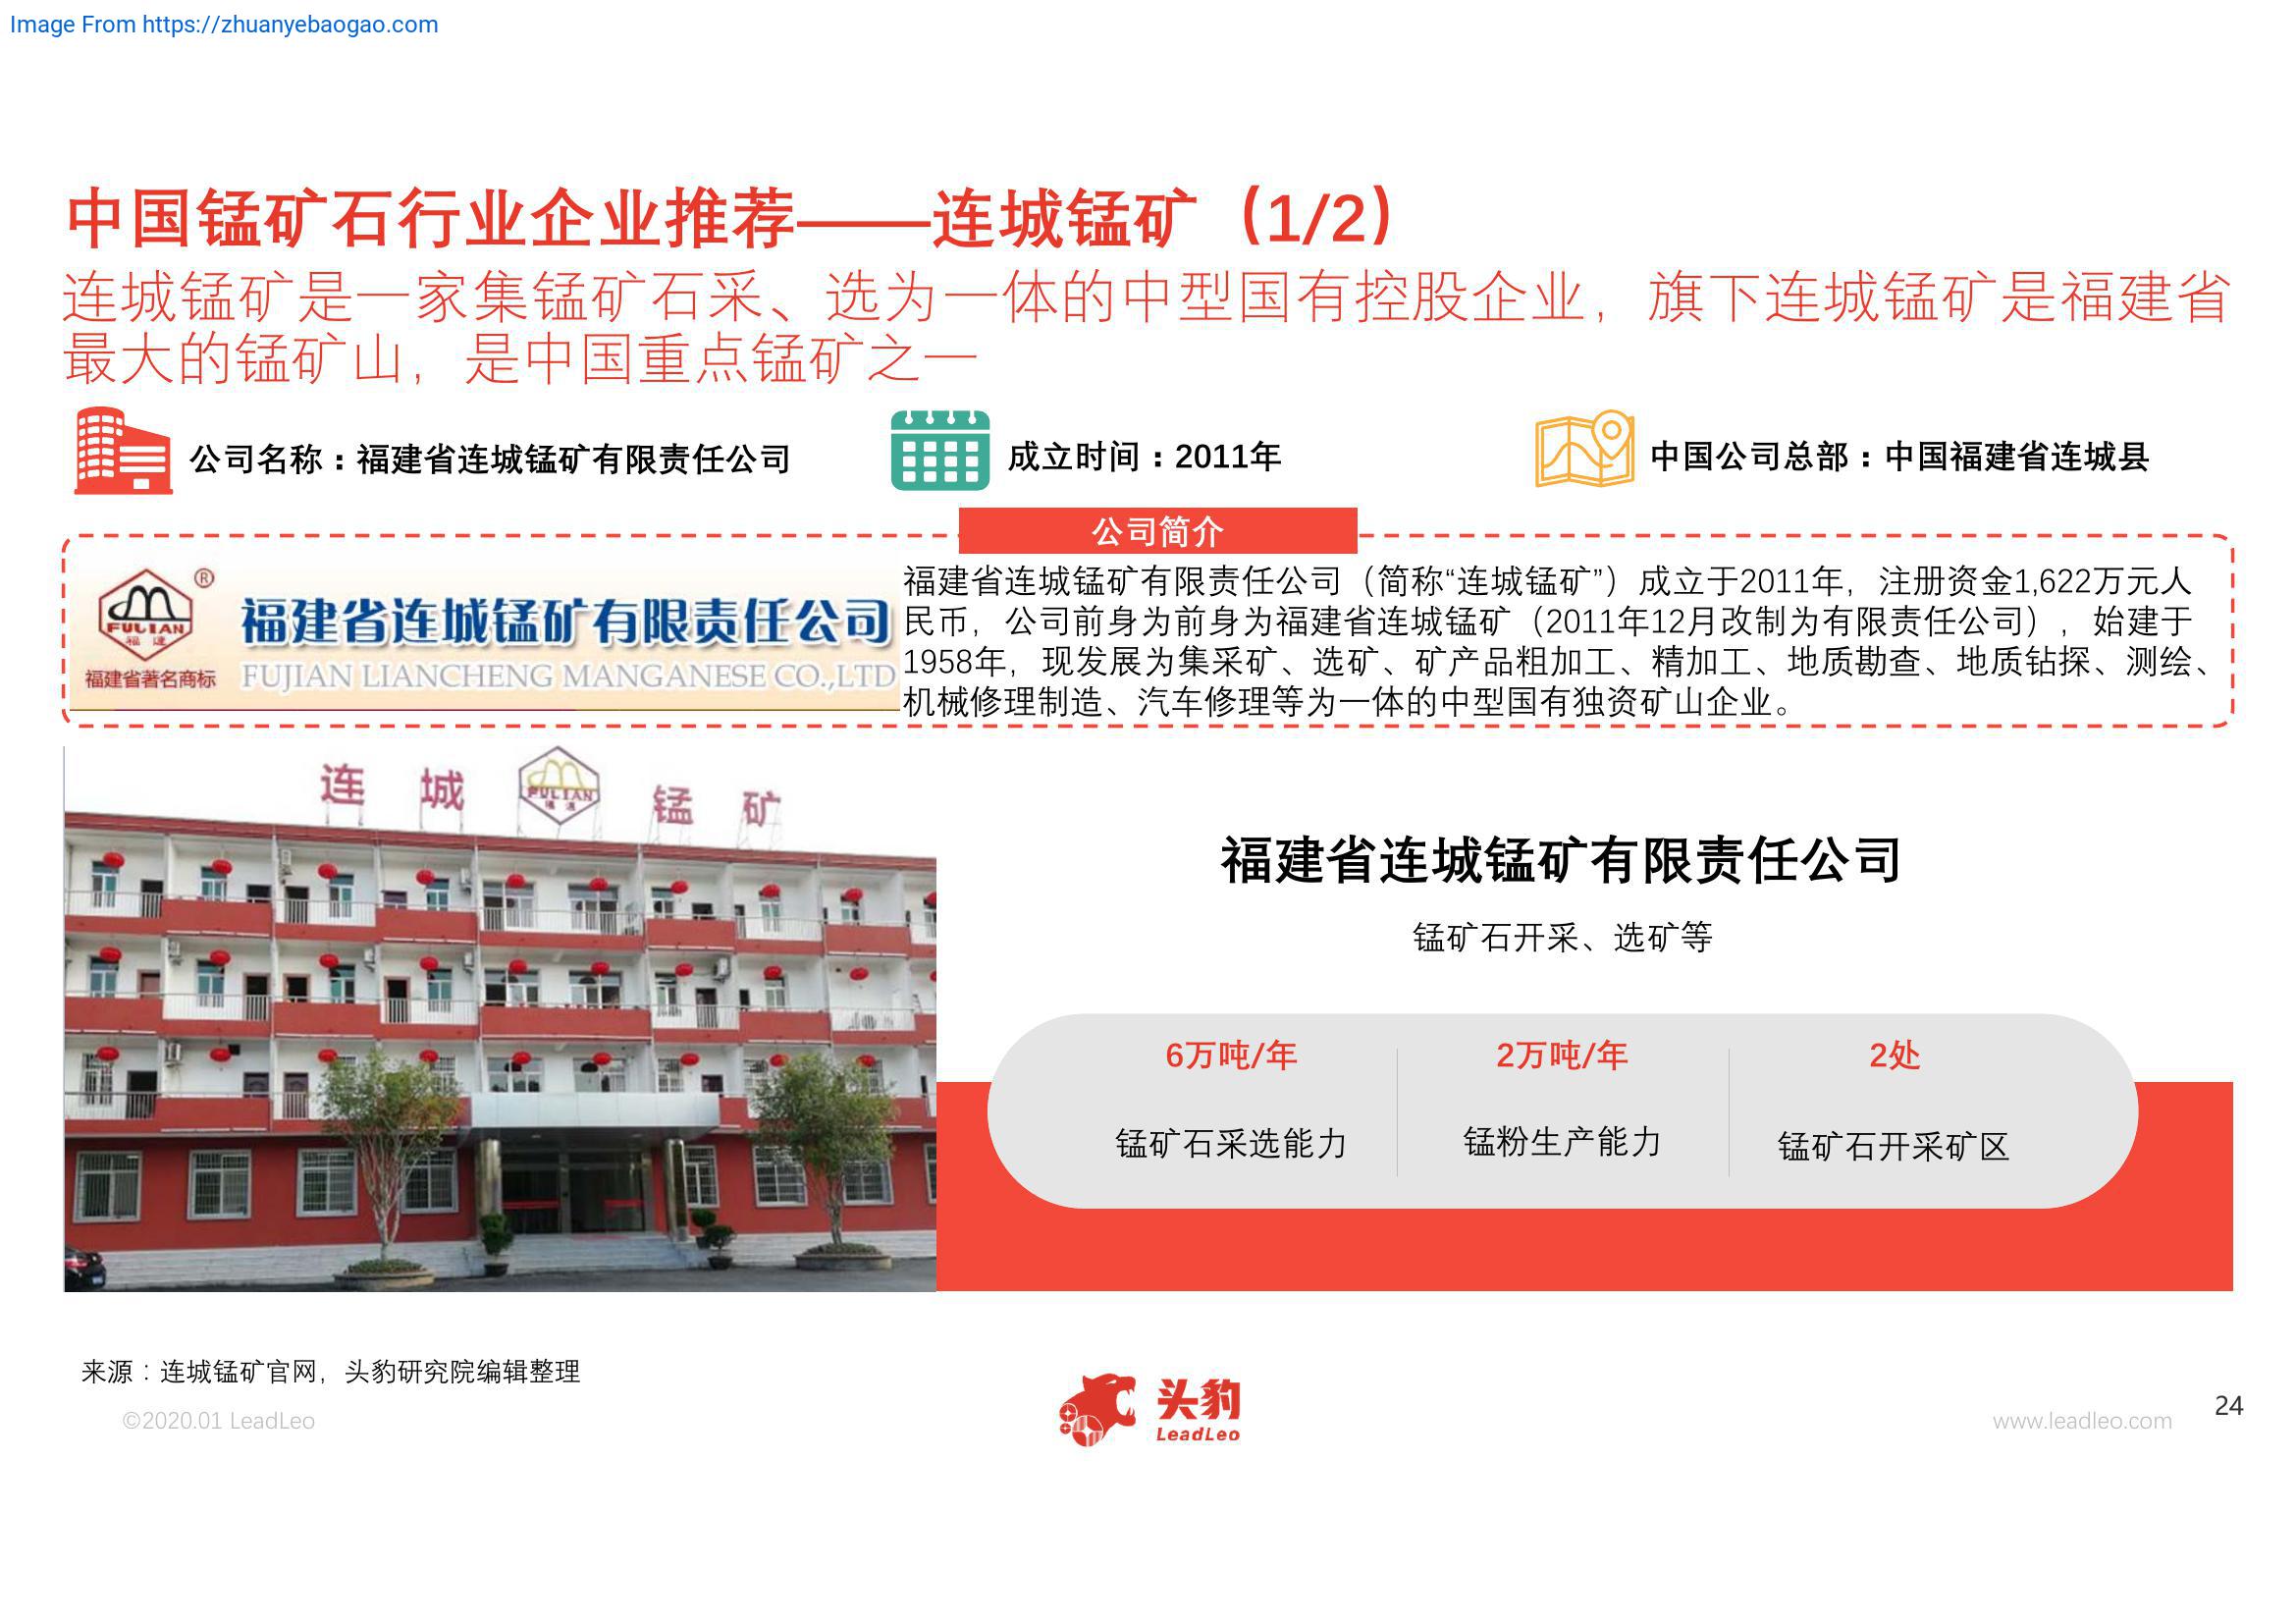 Image From https://zhuanyebaogao.com
中国锰矿石行业企业推荐——连城锰矿（1/2）
连城锰矿是一家集锰矿石采、选为一体的中型国有控股企业，旗下连城锰矿是福建省
最大的锰矿山，是中国重点锰矿之一
公司名称：福建省连城锰矿有限责任公司
成立时间：2011年
中国公司总部：中国福建省连城县
公司简介
®
FULIAN
福连
福建省著名商标
福建省连城锰矿有限责任公司
FUJIAN LIANCHENG MANGANESE CO.,LTD
福建省连城锰矿有限责任公司（简称“连城锰矿”）成立于2011年，注册资金1,622万元人
民币，公司前身为前身为福建省连城锰矿（2011年12月改制为有限责任公司），始建于
1958年，现发展为集采矿、选矿、矿产品粗加工、精加工、地质勘查、地质钻探、测绘、
机械修理制造、汽车修理等为一体的中型国有独资矿山企业。
连城
FULIAN
福连
锰矿
福建省连城锰矿有限责任公司
锰矿石开采、选矿等
6万吨/年
锰矿石采选能力
2万吨/年
锰粉生产能力
2处
锰矿石开采矿区
来源：连城锰矿官网，头豹研究院编辑整理
©2020.01 LeadLeo
头豹
LeadLeo
www.leadleo.com
24